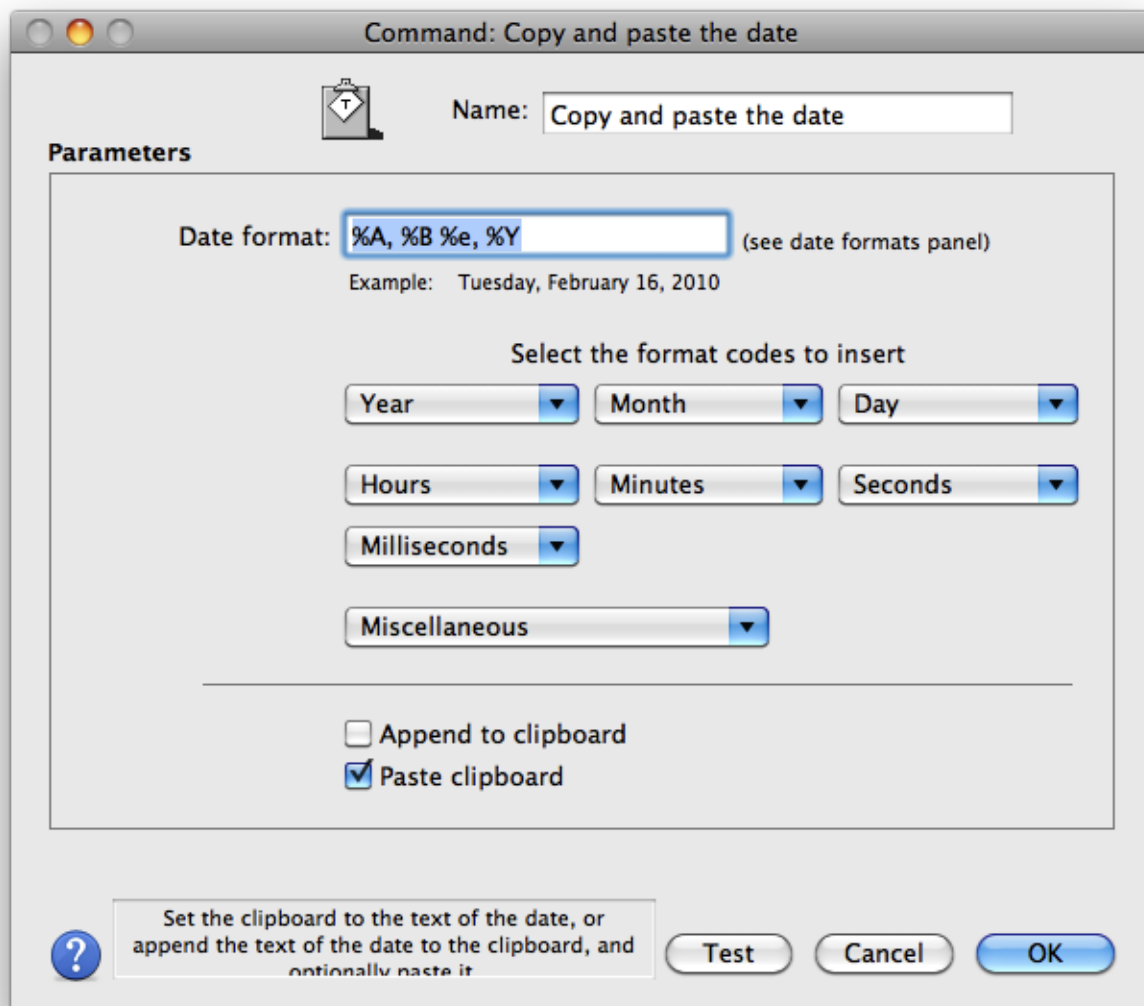 Command: Copy and paste the date
T
Name: Copy and paste the date
Parameters
Date format: %A, %B %e, %Y (see date formats panel)
Example: Tuesday, February 16, 2010
Select the format codes to insert
Year Month Day
Hours Minutes Seconds
Milliseconds
Miscellaneous
Append to clipboard
Paste clipboard
Set the clipboard to the text of the date, or
append the text of the date to the clipboard, and
optionally paste it
? Test Cancel OK